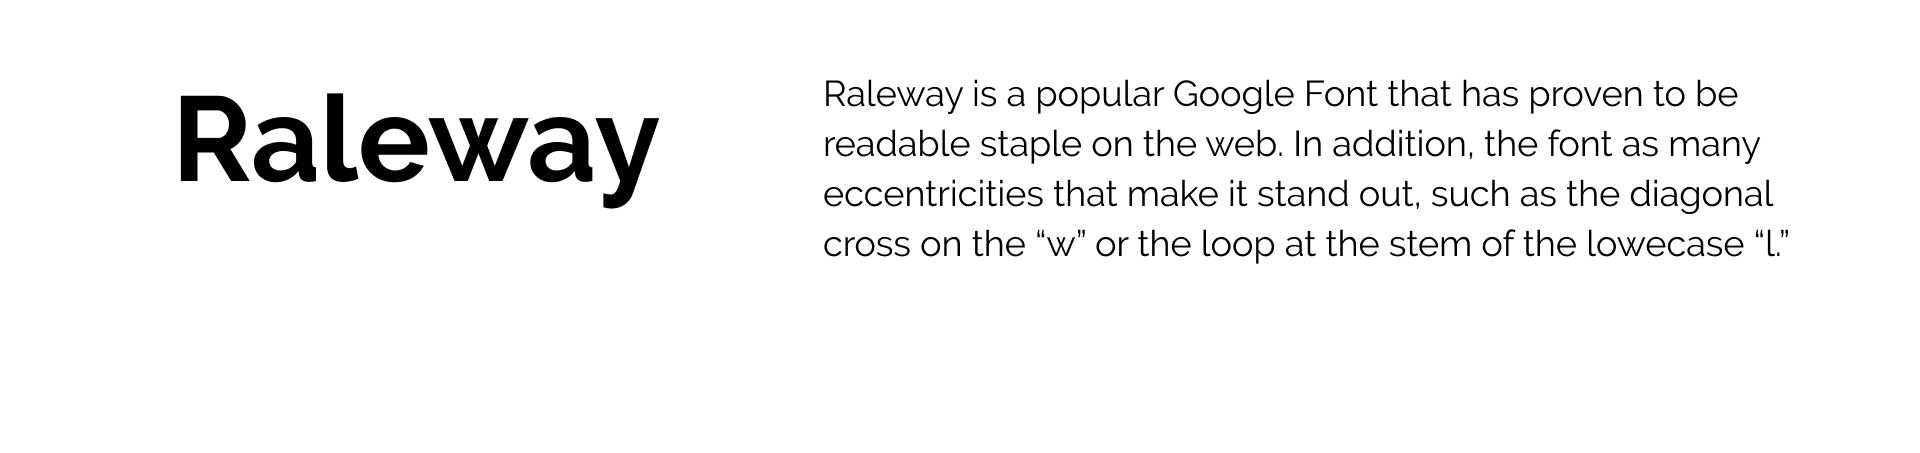 Raleway
Raleway is a popular Google Font that has proven to be
readable staple on the web. In addition, the font as many
eccentricities that make it stand out, such as the diagonal
cross on the “w” or the loop at the stem of the lowecase “l.”